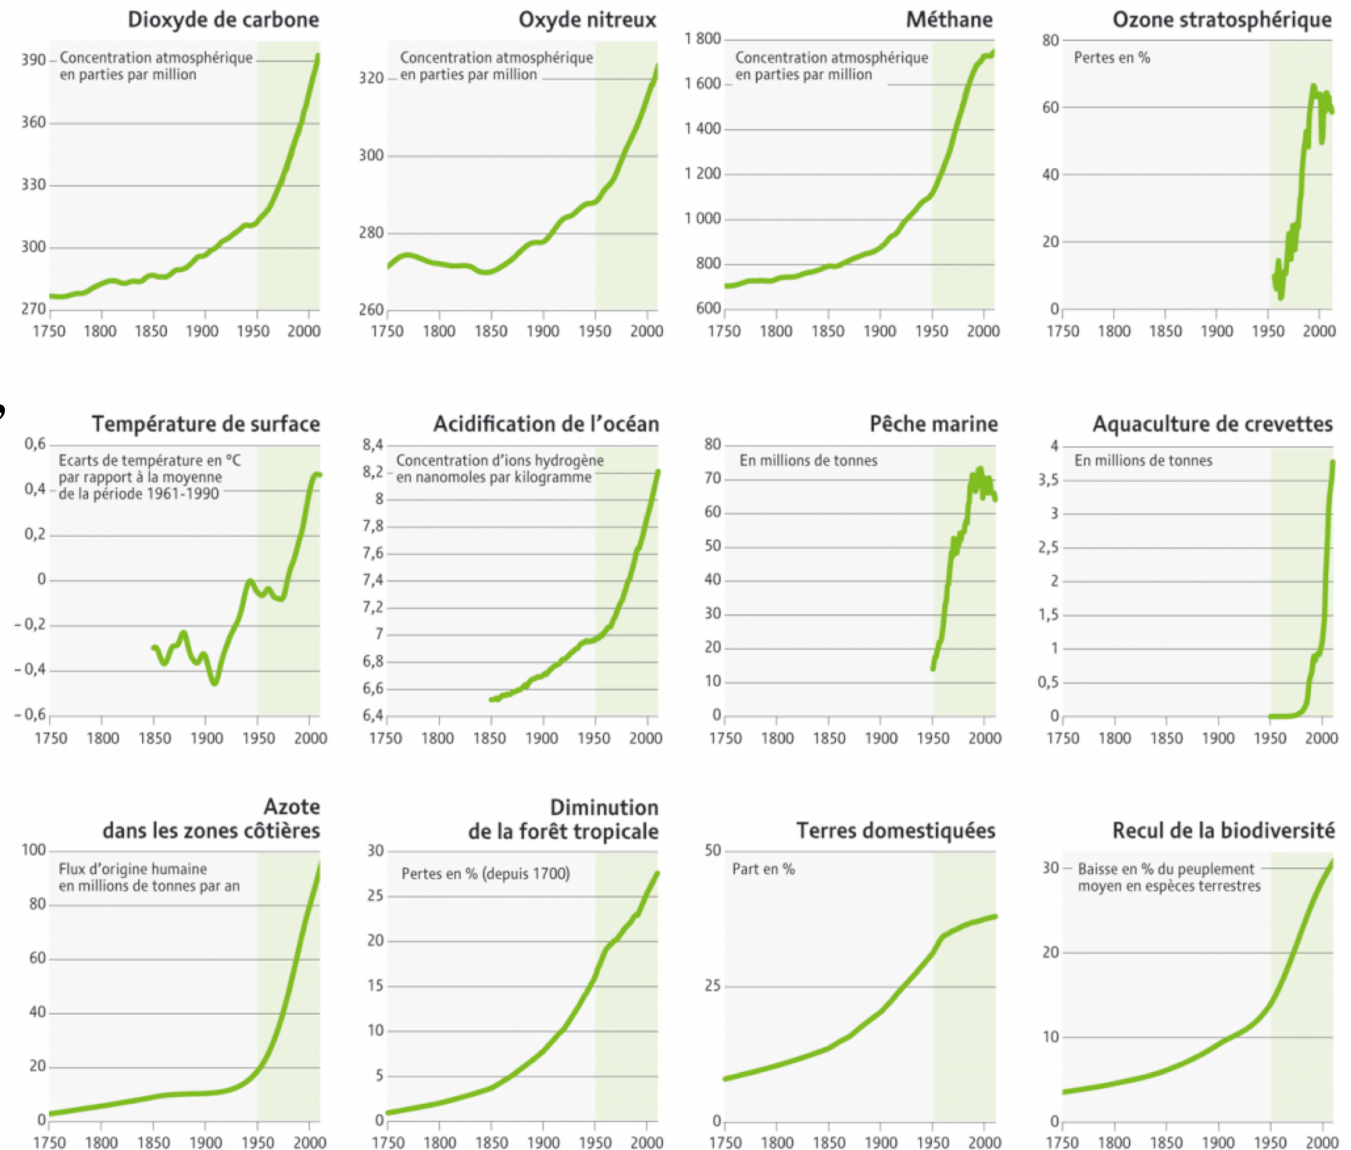 Dioxyde de carbone
Concentration atmosphérique
en parties par million
390
360
330
300
270
1750 1800 1850 1900 1950 2000
Oxyde nitreux
Concentration atmosphérique
en parties par million
320
300
280
260
1750 1800 1850 1900 1950 2000
Méthane
1 800
Concentration atmosphérique
en parties par million
1 600
1 400
1 200
1 000
800
600
1750 1800 1850 1900 1950 2000
Ozone stratosphérique
80
Pertes en %
60
40
20
0
1750 1800 1850 1900 1950 2000
,
Température de surface
0,6
Ecarts de température en °C
par rapport à la moyenne
de la période 1961-1990
0,4
0,2
0
– 0,2
– 0,4
– 0,6
1750 1800 1850 1900 1950 2000
Acidification de l’océan
8,4
Concentration d’ions hydrogène
en nanomoles par kilogramme
8,2
8
7,8
7,6
7,4
7,2
7
6,8
6,6
6,4
1750 1800 1850 1900 1950 2000
Pêche marine
80
En millions de tonnes
70
60
50
40
30
20
10
0
1750 1800 1850 1900 1950 2000
Aquaculture de crevettes
4
En millions de tonnes
3,5
3
2,5
2
1,5
1
0,5
0
1750 1800 1850 1900 1950 2000
Azote
dans les zones côtières
100
Flux d’origine humaine
en millions de tonnes par an
80
60
40
20
0
1750 1800 1850 1900 1950 2000
Diminution
de la forêt tropicale
30
Pertes en % (depuis 1700)
25
20
15
10
5
0
1750 1800 1850 1900 1950 2000
Terres domestiquées
50
Part en %
25
0
1750 1800 1850 1900 1950 2000
Recul de la biodiversité
30
Baisse en % du peuplement
moyen en espèces terrestres
20
10
0
1750 1800 1850 1900 1950 2000